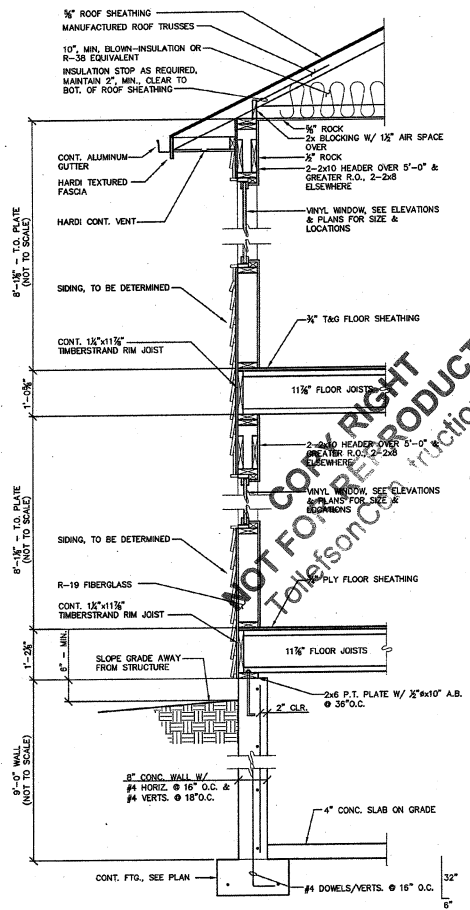 ⅝" ROOF SHEATHING
MANUFACTURED ROOF TRUSSES
10", MIN, BLOWN-INSULATION OR
R-38 EQUIVALENT
INSULATION STOP AS REQUIRED,
MAINTAIN 2", MIN., CLEAR TO
BOT. OF ROOF SHEATHING
⅝" ROCK
2x BLOCKING W/ 1½" AIR SPACE
OVER
½" ROCK
2-2x10 HEADER OVER 5'-0" &
GREATER R.O., 2-2x8
ELSEWHERE
CONT. ALUMINUM
GUTTER
HARDI TEXTURED
FASCIA
HARDI CONT. VENT
VINYL WINDOW, SEE ELEVATIONS
& PLANS FOR SIZE &
LOCATIONS
8'-1⅛" - T.O. PLATE
(NOT TO SCALE)
SIDING, TO BE DETERMINED
¾" T&G FLOOR SHEATHING
CONT. 1¼"x11⅞"
TIMBERSTRAND RIM JOIST
11⅞" FLOOR JOISTS
1'-0⅝"
2-2x10 HEADER OVER 5'-0" &
GREATER R.O., 2-2x8
ELSEWHERE
VINYL WINDOW, SEE ELEVATIONS
& PLANS FOR SIZE &
LOCATIONS
8'-1⅛" - T.O. PLATE
(NOT TO SCALE)
SIDING, TO BE DETERMINED
R-19 FIBERGLASS
PLY FLOOR SHEATHING
CONT. 1¼"x11⅞"
TIMBERSTRAND RIM JOIST
11⅞" FLOOR JOISTS
1'-2⅛"
6" - MIN.
SLOPE GRADE AWAY
FROM STRUCTURE
2x6 P.T. PLATE W/ ½"øx10" A.B.
@ 36"O.C.
2" CLR.
9'-0" WALL
(NOT TO SCALE)
8" CONC. WALL W/
#4 HORIZ. @ 16" O.C. &
#4 VERTS. @ 18"O.C.
4" CONC. SLAB ON GRADE
CONT. FTG., SEE PLAN
#4 DOWELS/VERTS. @ 16" O.C.
32"
6"
COPY RIGHT
NOT FOR REPRODUCT
TollefsonCon truction